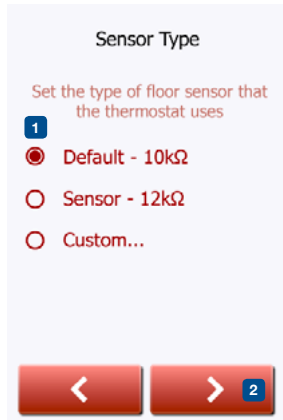 Sensor Type
Set the type of floor sensor that
the thermostat uses
1
Default - 10kΩ
Sensor - 12kΩ
Custom...
2